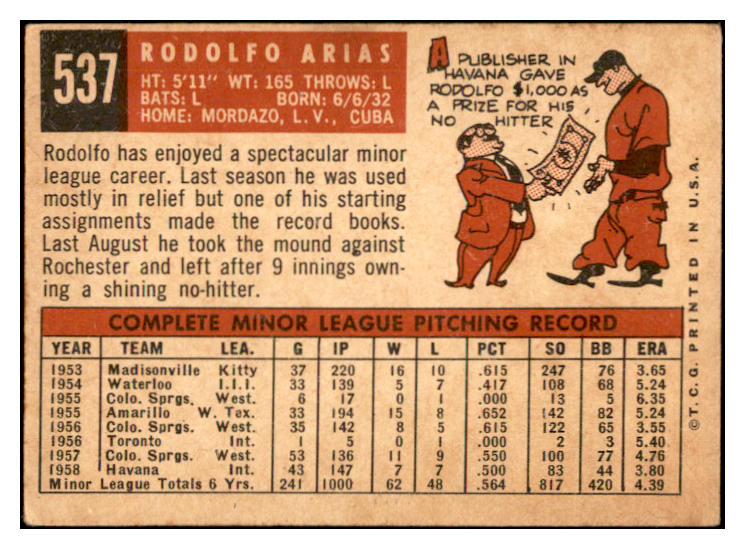 537
RODOLFO ARIAS
HT: 5'11" WT: 165 THROWS: L
BATS: L BORN: 6/6/32
HOME: MORDAZO, L. V., CUBA
A PUBLISHER IN
HAVANA GAVE
RODOLFO $1,000 AS
A PRIZE FOR HIS
NO HITTER
Rodolfo has enjoyed a spectacular minor
league career. Last season he was used
mostly in relief but one of his starting
assignments made the record books.
Last August he took the mound against
Rochester and left after 9 innings own-
ing a shining no-hitter.
COMPLETE MINOR LEAGUE PITCHING RECORD
YEAR TEAM LEA. G IP W L PCT SO BB ERA
1953 Madisonville Kitty 37 220 16 10 .615 247 76 3.65
1954 Waterloo I.I.I. 33 139 5 7 .417 108 68 5.24
1955 Colo. Sprgs. West. 6 17 0 1 .000 13 5 6.35
1955 Amarillo W. Tex. 33 194 15 8 .652 142 82 5.24
1956 Colo. Sprgs. West. 35 142 8 5 .615 122 65 3.55
1956 Toronto Int. 1 5 0 1 .000 2 3 5.40
1957 Colo. Sprgs. West. 53 136 11 9 .550 100 77 4.76
1958 Havana Int. 43 147 7 7 .500 83 44 3.80
Minor League Totals 6 Yrs. 241 1000 62 48 .564 817 420 4.39
©T.C.G. PRINTED IN U.S.A.